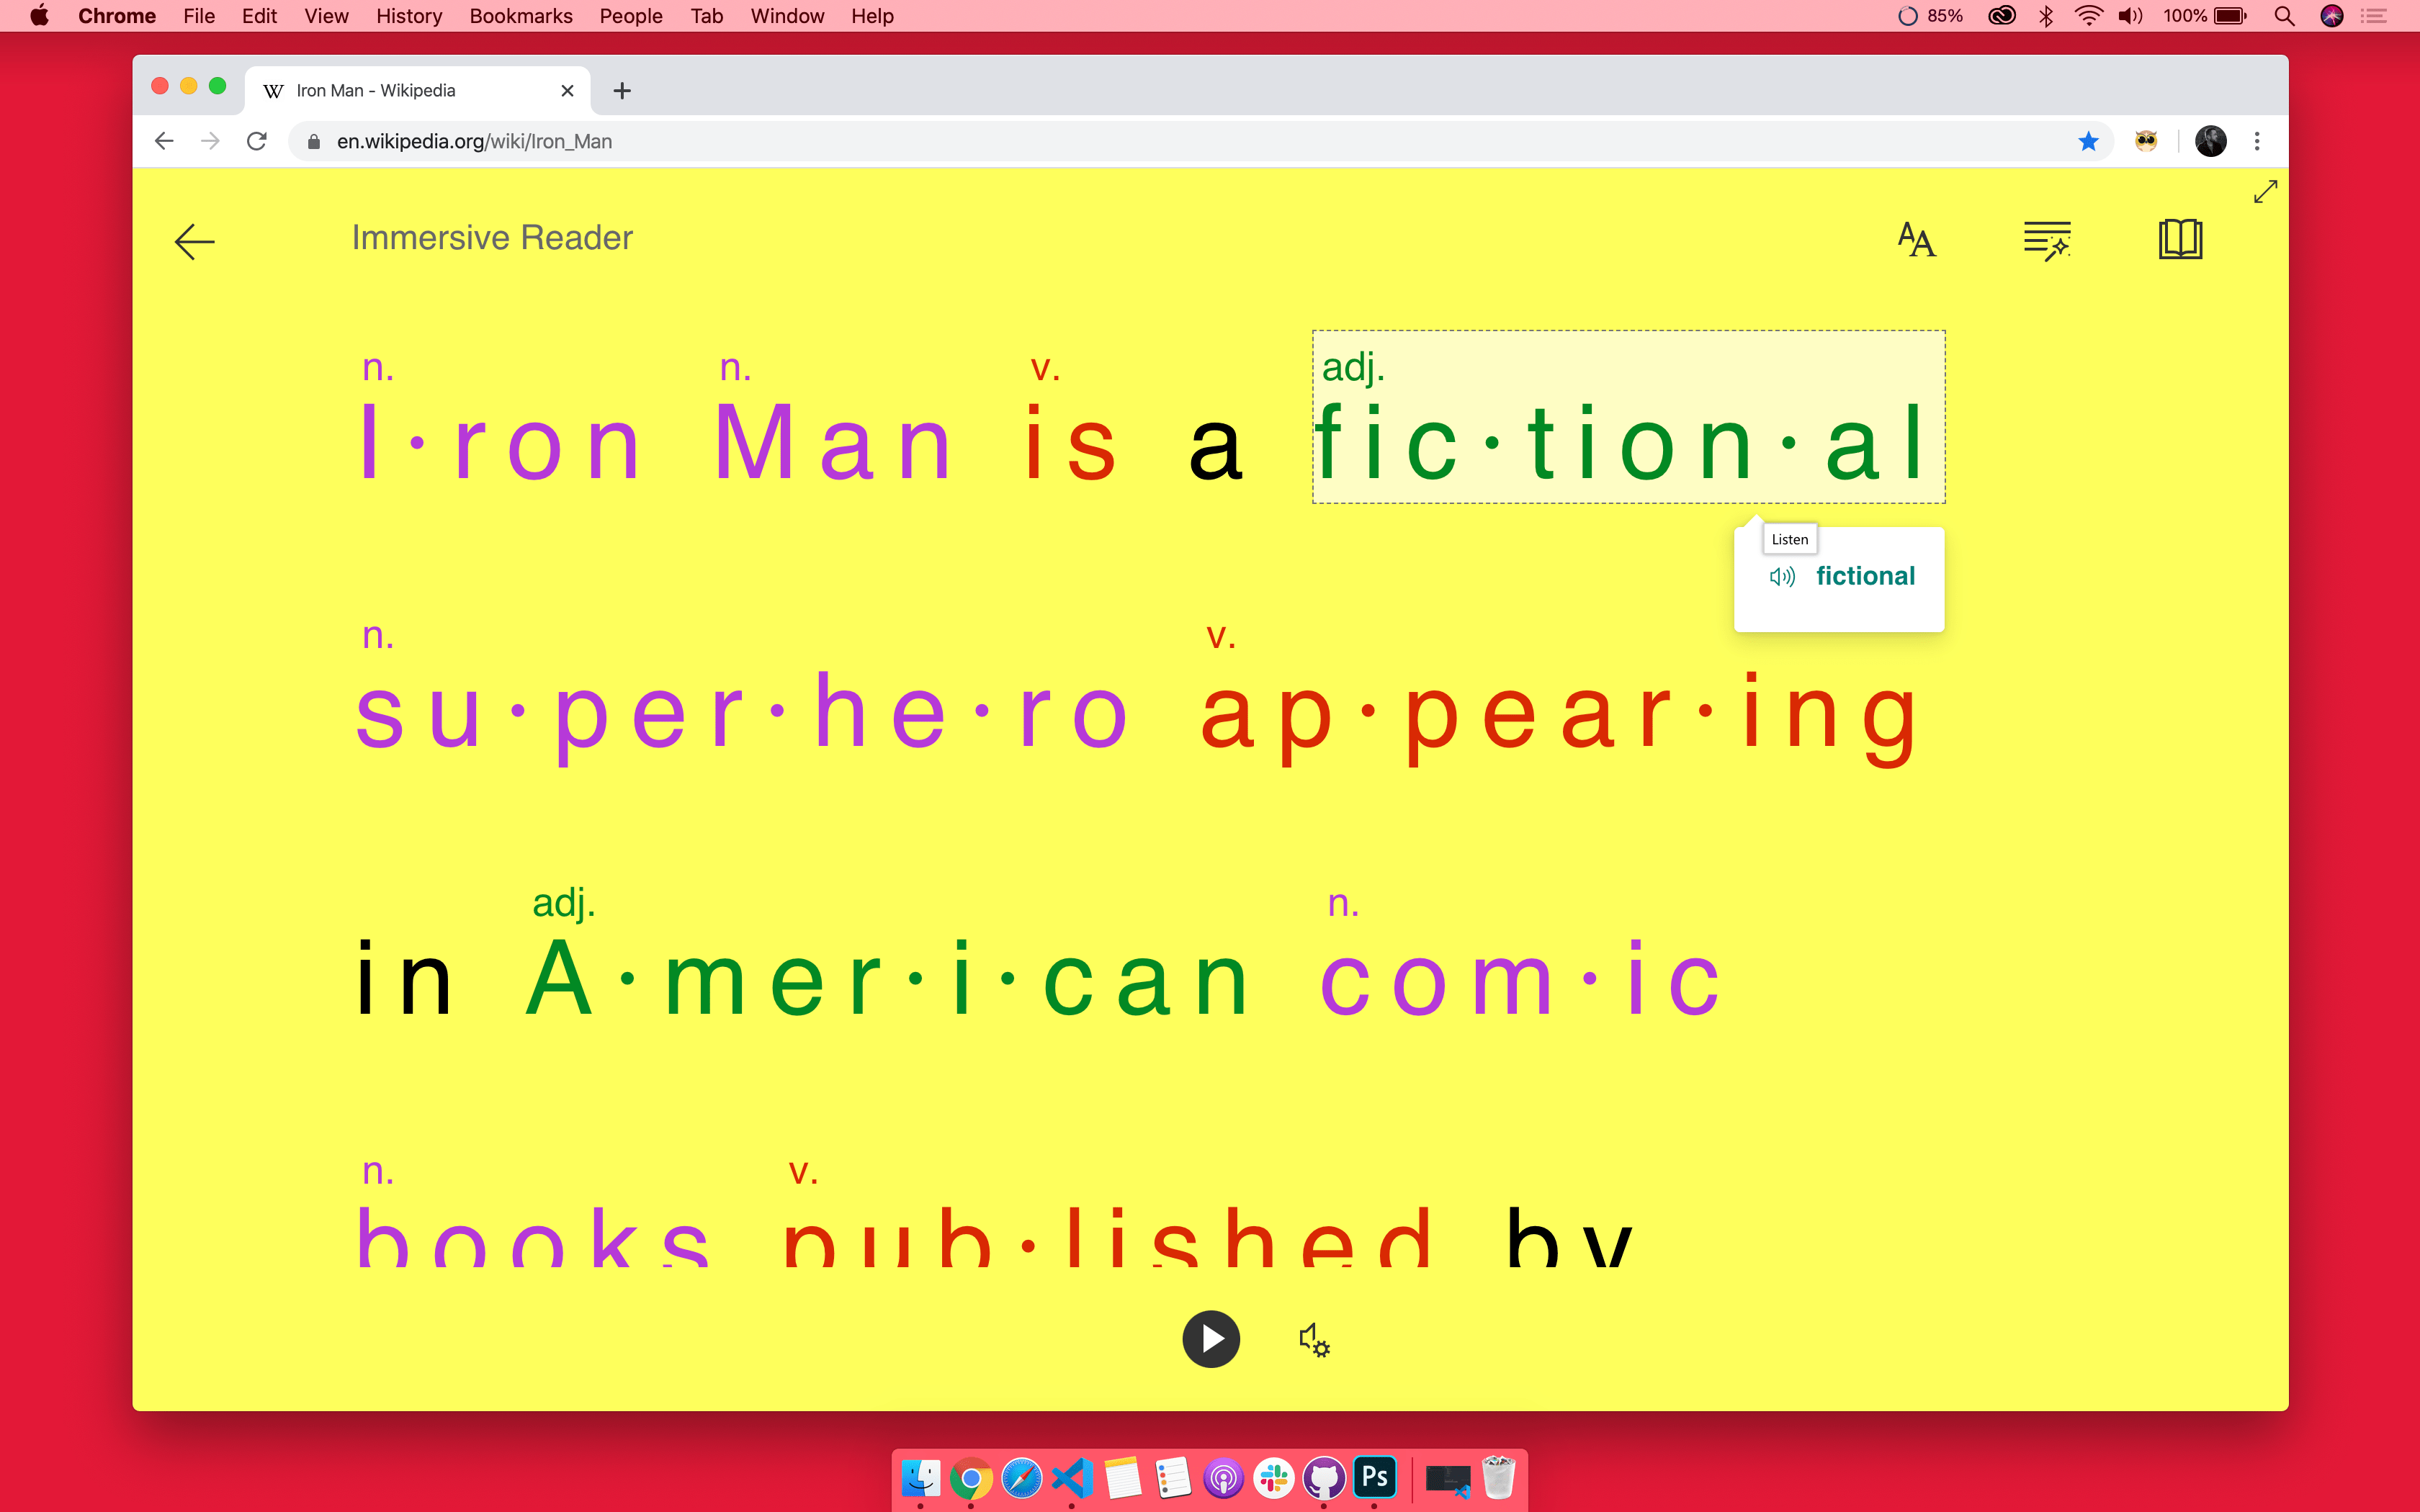 Chrome File Edit View History Bookmarks People Tab Window Help 85% 100%
Iron Man - Wikipedia
en.wikipedia.org/wiki/Iron_Man
Immersive Reader
n. n. v. adj.
I·ron Man is a fic·tion·al
Listen
fictional
n. v.
su·per·he·ro ap·pear·ing
adj. n.
in A·mer·i·can com·ic
n. v.
books pub·lished by
Ps